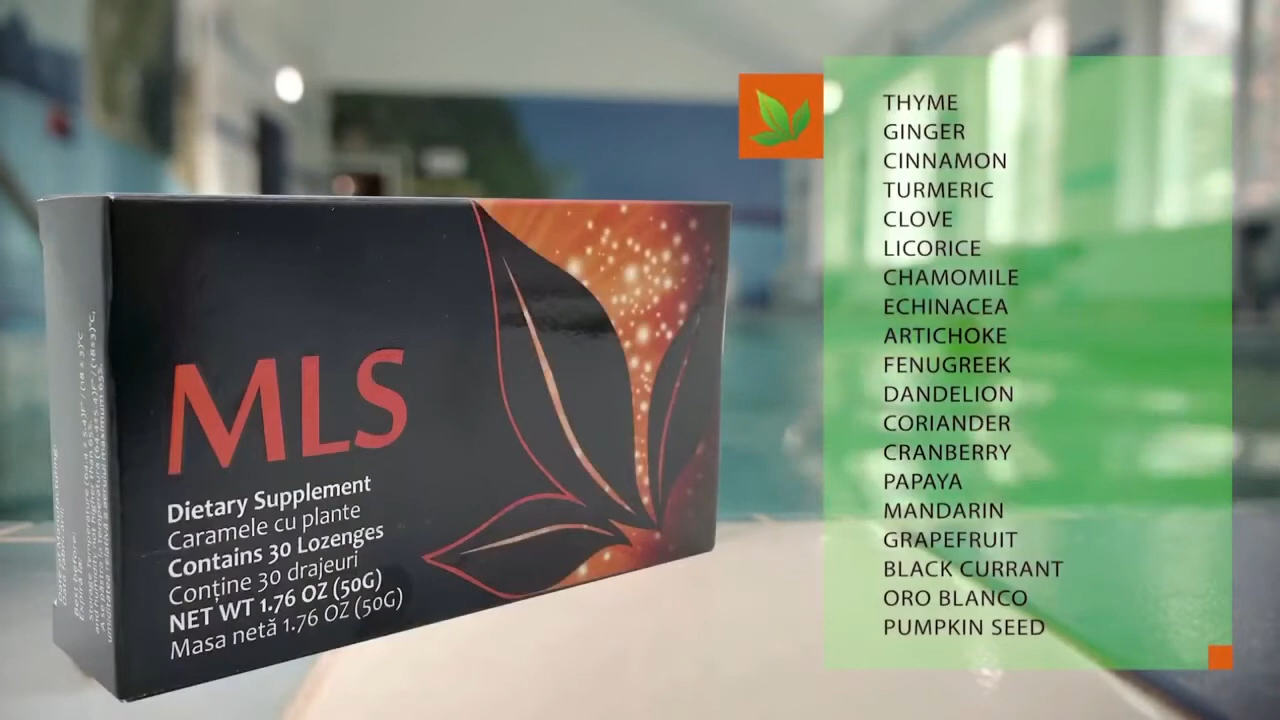 MLS
Dietary Supplement
Caramele cu plante
Contains 30 Lozenges
Conține 30 drajeuri
NET WT 1.76 OZ (50G)
Masa netă 1.76 OZ (50G)
THYME
GINGER
CINNAMON
TURMERIC
CLOVE
LICORICE
CHAMOMILE
ECHINACEA
ARTICHOKE
FENUGREEK
DANDELION
CORIANDER
CRANBERRY
PAPAYA
MANDARIN
GRAPEFRUIT
BLACK CURRANT
ORO BLANCO
PUMPKIN SEED